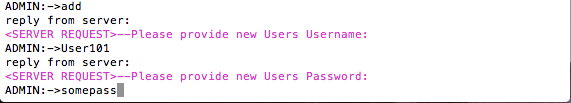 ADMIN:->add
reply from server:
<SERVER REQUEST>--Please provide new Users Username:
ADMIN:->User101
reply from server:
<SERVER REQUEST>--Please provide new Users Password:
ADMIN:->somepass